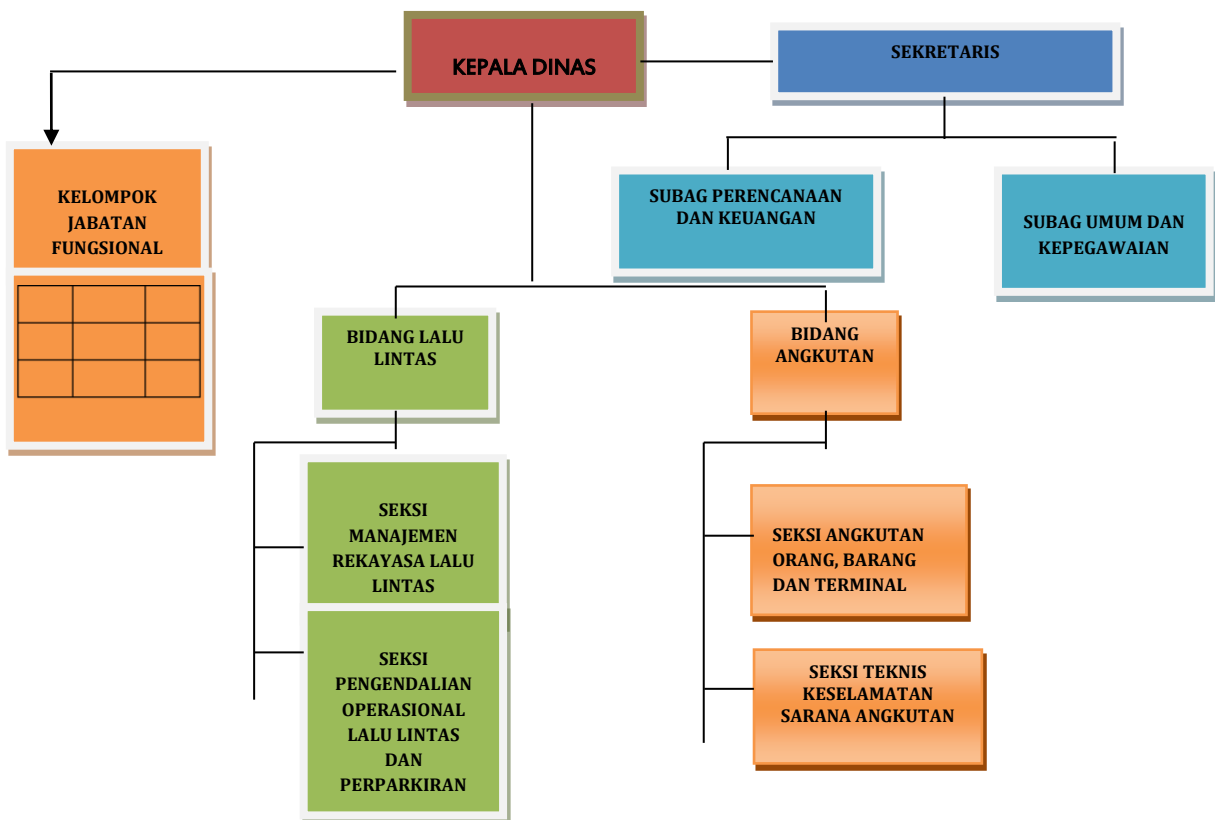 KEPALA DINAS
SEKRETARIS
KELOMPOK
JABATAN
FUNGSIONAL
SUBAG PERENCANAAN
DAN KEUANGAN
SUBAG UMUM DAN
KEPEGAWAIAN
BIDANG LALU
LINTAS
BIDANG
ANGKUTAN
SEKSI
MANAJEMEN
REKAYASA LALU
LINTAS
SEKSI
PENGENDALIAN
OPERASIONAL
LALU LINTAS
DAN
PERPARKIRAN
SEKSI ANGKUTAN
ORANG, BARANG
DAN TERMINAL
SEKSI TEKNIS
KESELAMATAN
SARANA ANGKUTAN